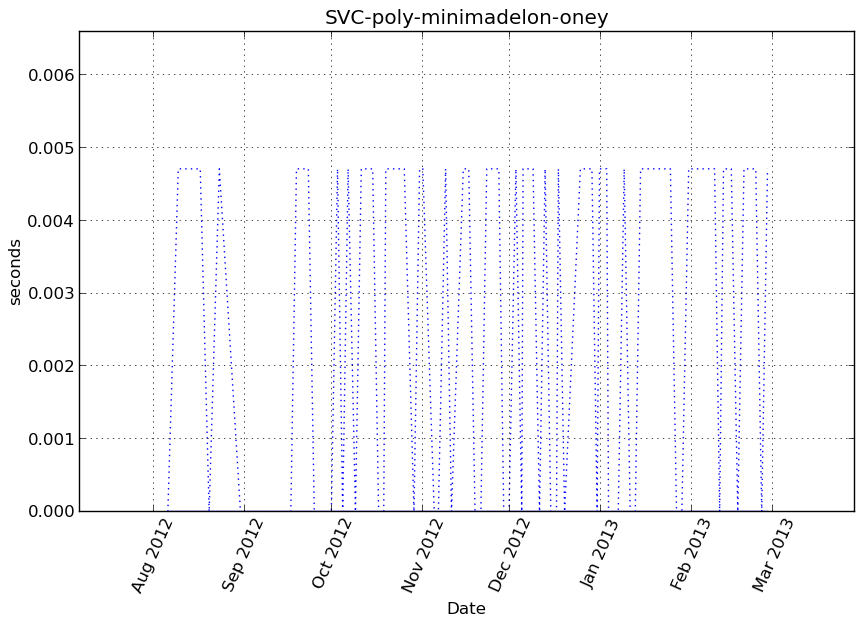 SVC-poly-minimadelon-oney
0.006
0.005
0.004
0.003
0.002
0.001
0.000
seconds
Aug 2012
Sep 2012
Oct 2012
Nov 2012
Dec 2012
Jan 2013
Feb 2013
Mar 2013
Date